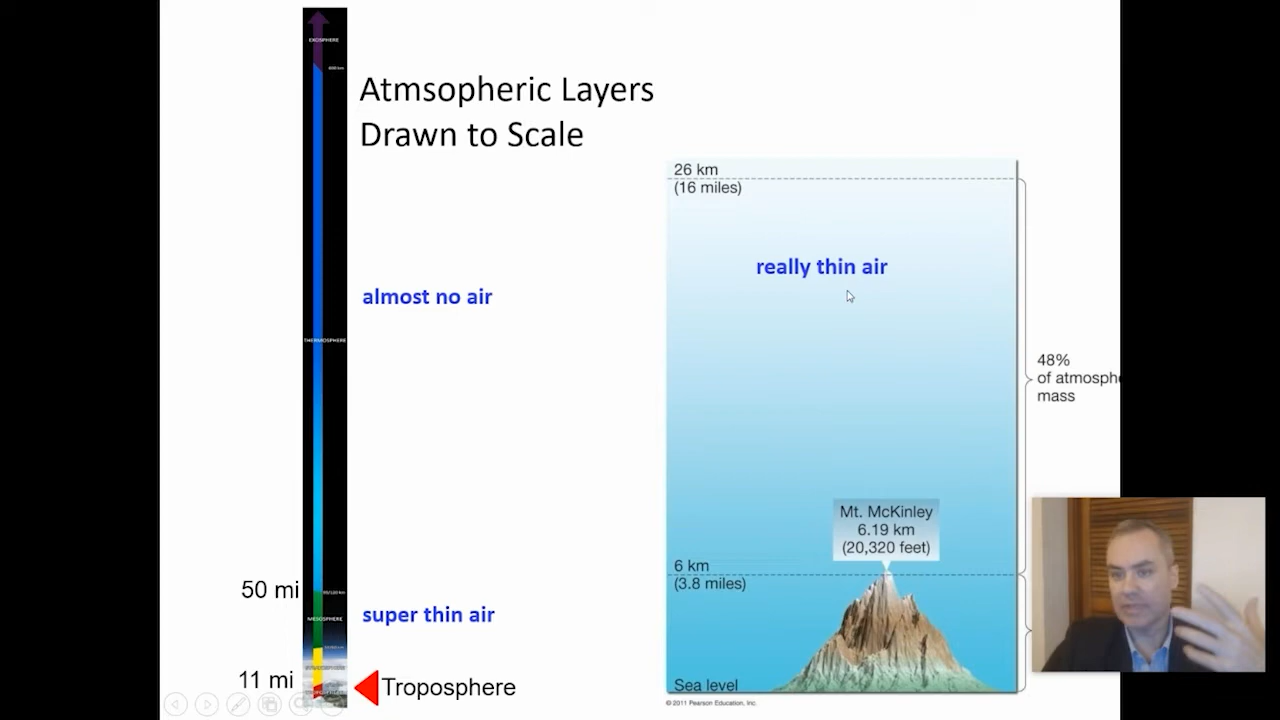 EXOSPHERE
Atmsopheric Layers
Drawn to Scale
almost no air
THERMOSPHERE
50 mi
MESOSPHERE
super thin air
11 mi
Troposphere
26 km
(16 miles)
really thin air
48%
of atmosphe
mass
Mt. McKinley
6.19 km
(20,320 feet)
6 km
(3.8 miles)
Sea level
© 2011 Pearson Education, Inc.